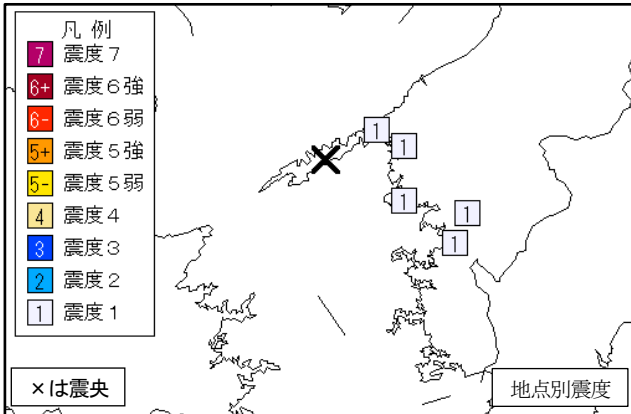 凡 例
7 震度７
6+ 震度６強
6- 震度６弱
5+ 震度５強
5- 震度５弱
4 震度４
3 震度３
2 震度２
1 震度１
1
1
1
1
1
×は震央
地点別震度